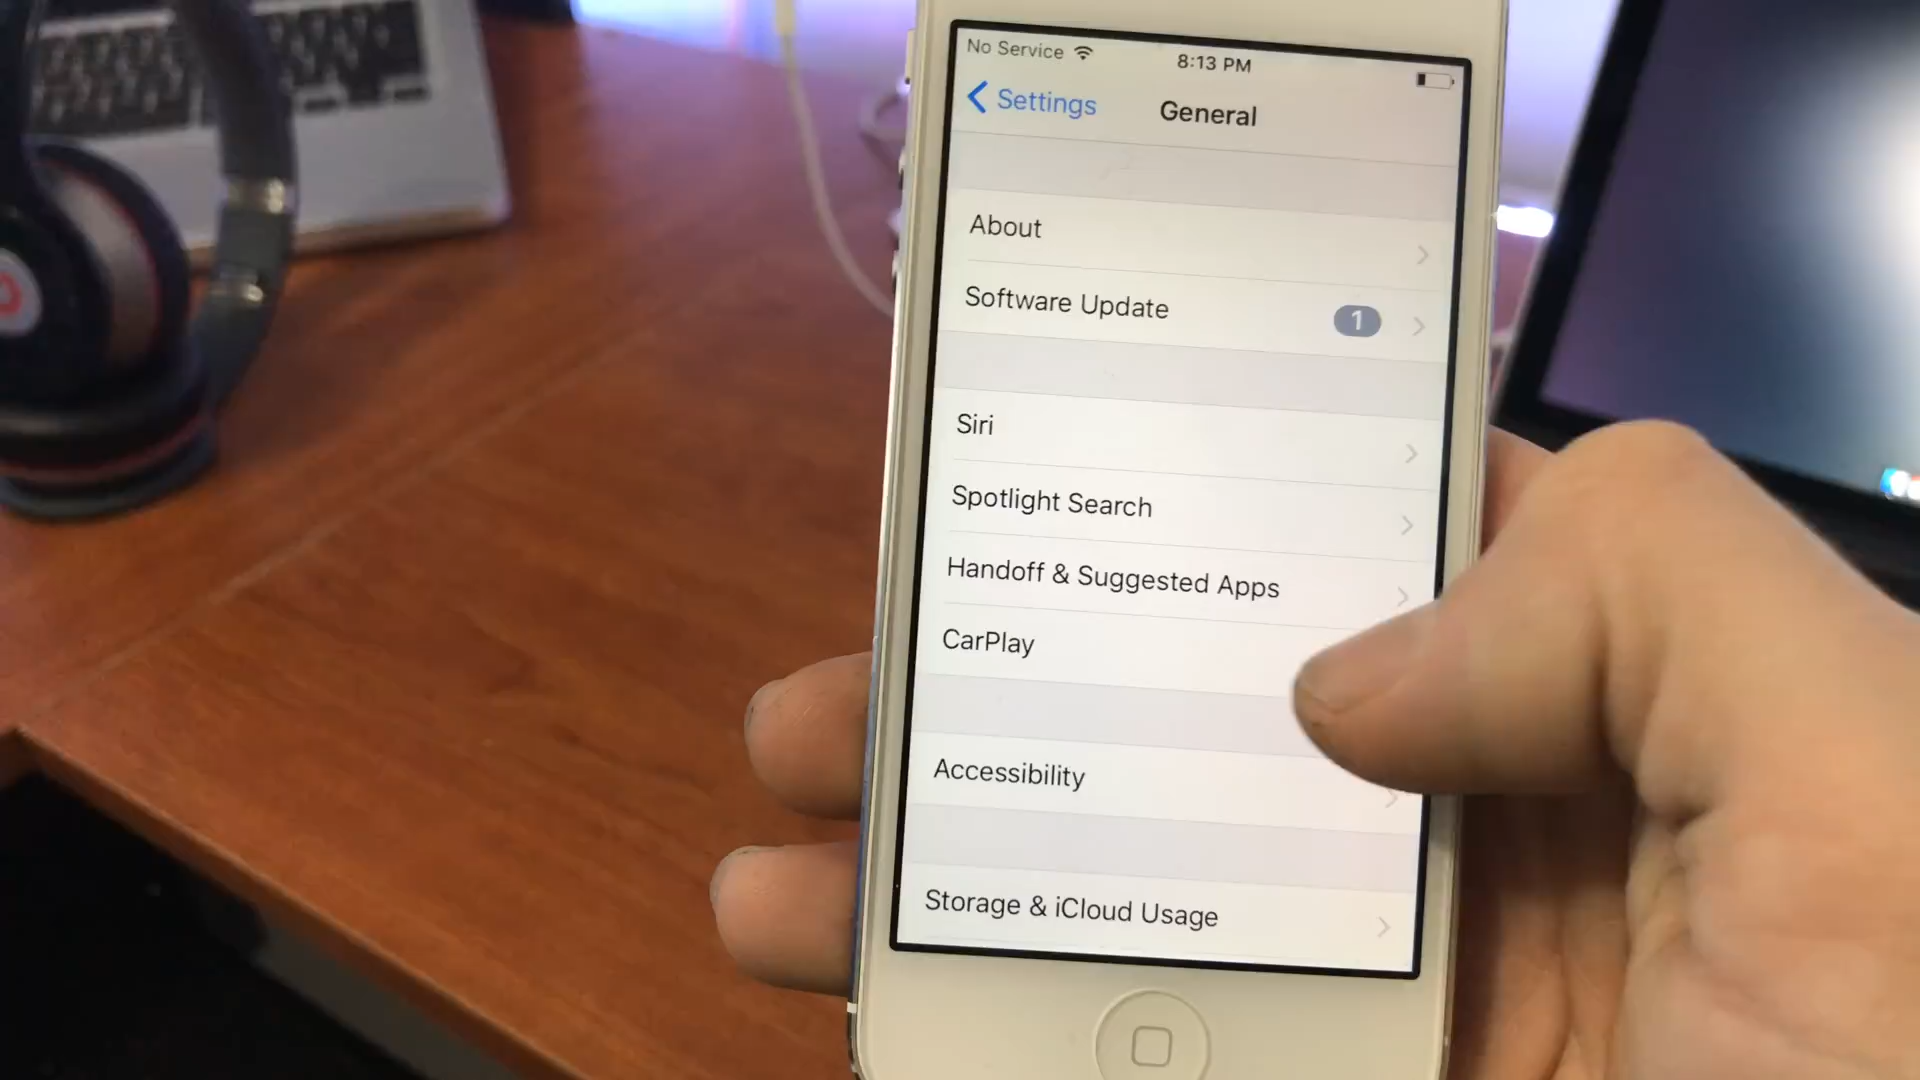 No Service
8:13 PM
Settings
General
About
Software Update 1
Siri
Spotlight Search
Handoff & Suggested Apps
CarPlay
Accessibility
Storage & iCloud Usage